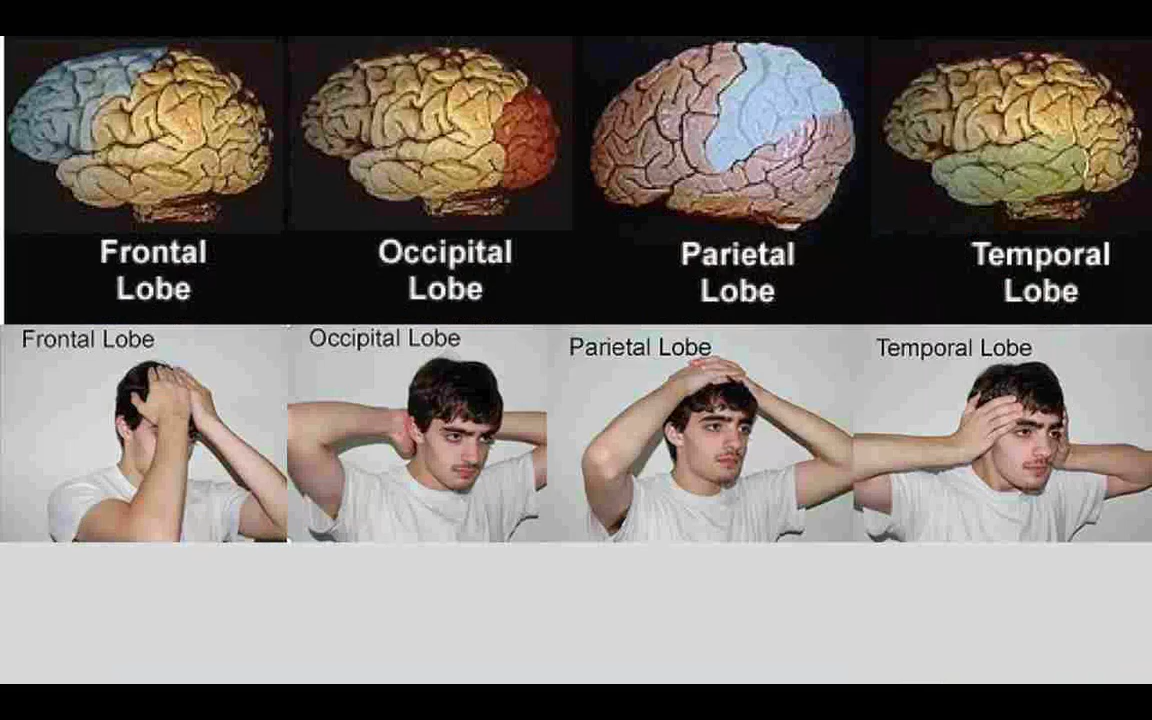 Frontal
Lobe
Occipital
Lobe
Parietal
Lobe
Temporal
Lobe
Frontal Lobe
Occipital Lobe
Parietal Lobe
Temporal Lobe